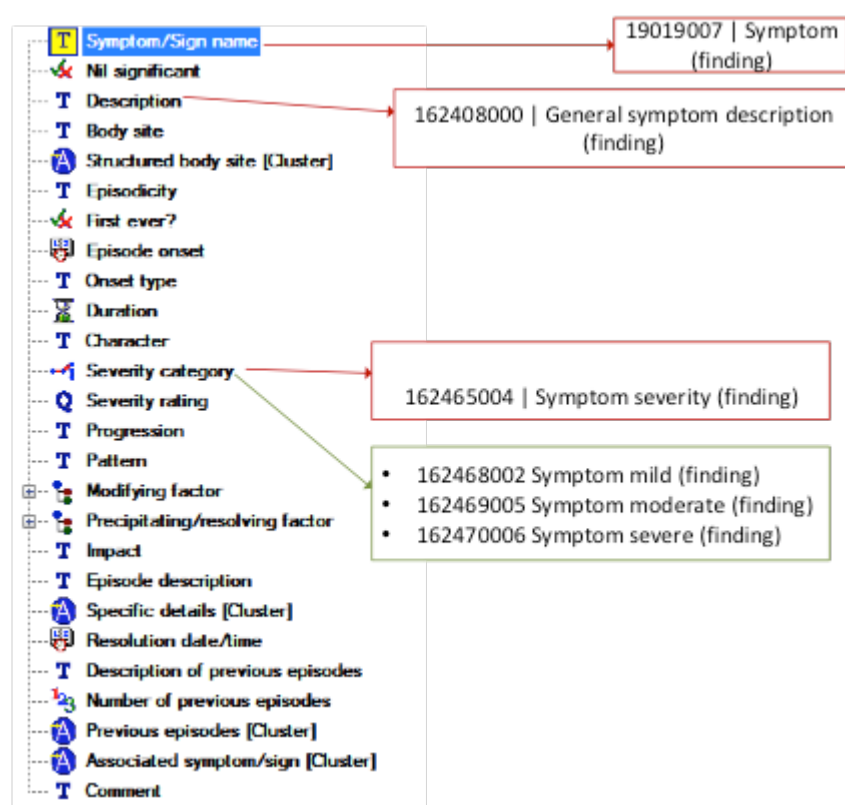 Symptom/Sign name
19019007 | Symptom
(finding)
Nil significant
Description
162408000 | General symptom description
(finding)
Body site
Structured body site [Cluster]
Episodicity
First ever?
Episode onset
Onset type
Duration
Character
Severity category
162465004 | Symptom severity (finding)
Severity rating
Progression
Pattern
• 162468002 Symptom mild (finding)
• 162469005 Symptom moderate (finding)
• 162470006 Symptom severe (finding)
Modifying factor
Precipitating/resolving factor
Impact
Episode description
Specific details [Cluster]
Resolution date/time
Description of previous episodes
Number of previous episodes
Previous episodes [Cluster]
Associated symptom/sign [Cluster]
Comment